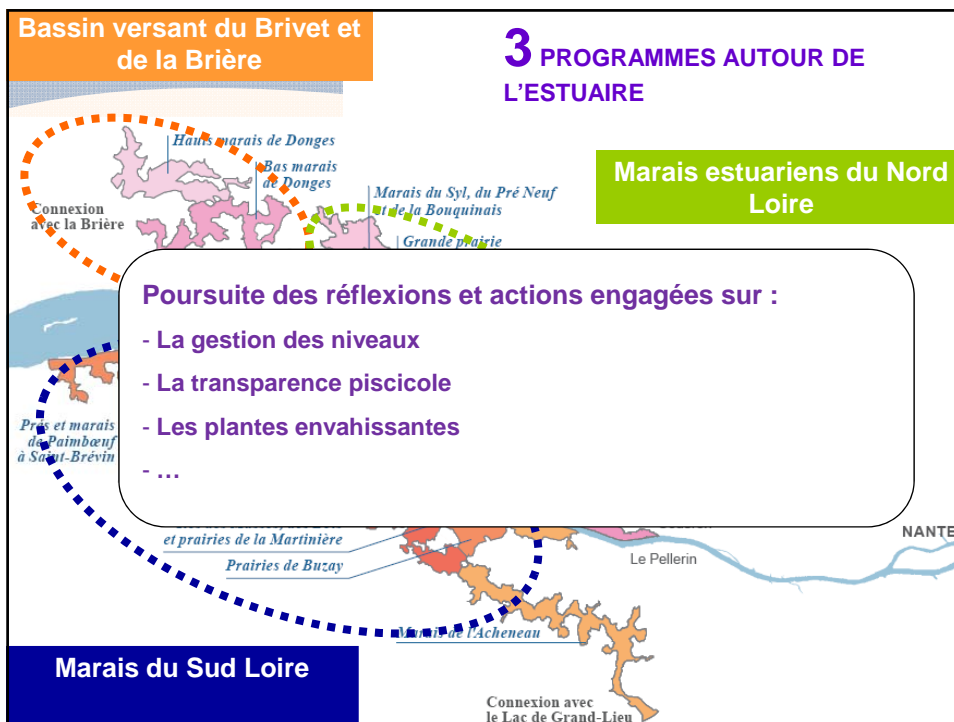 Bassin versant du Brivet et
de la Brière
3 PROGRAMMES AUTOUR DE
L'ESTUAIRE
Hauts marais de Donges
Bas marais
de Donges
Marais estuariens du Nord
Loire
Marais du Syl, du Pré Neuf
et de la Bouquinais
Connexion
avec la Brière
Grande prairie
Poursuite des réflexions et actions engagées sur :
- La gestion des niveaux
- La transparence piscicole
- Les plantes envahissantes
- ...
Prés et marais
de Paimbœuf
à Saint-Brévin
et prairies de la Martinière
NANTE
Le Pellerin
Prairies de Buzay
Marais de l'Acheneau
Marais du Sud Loire
Connexion avec
le Lac de Grand-Lieu